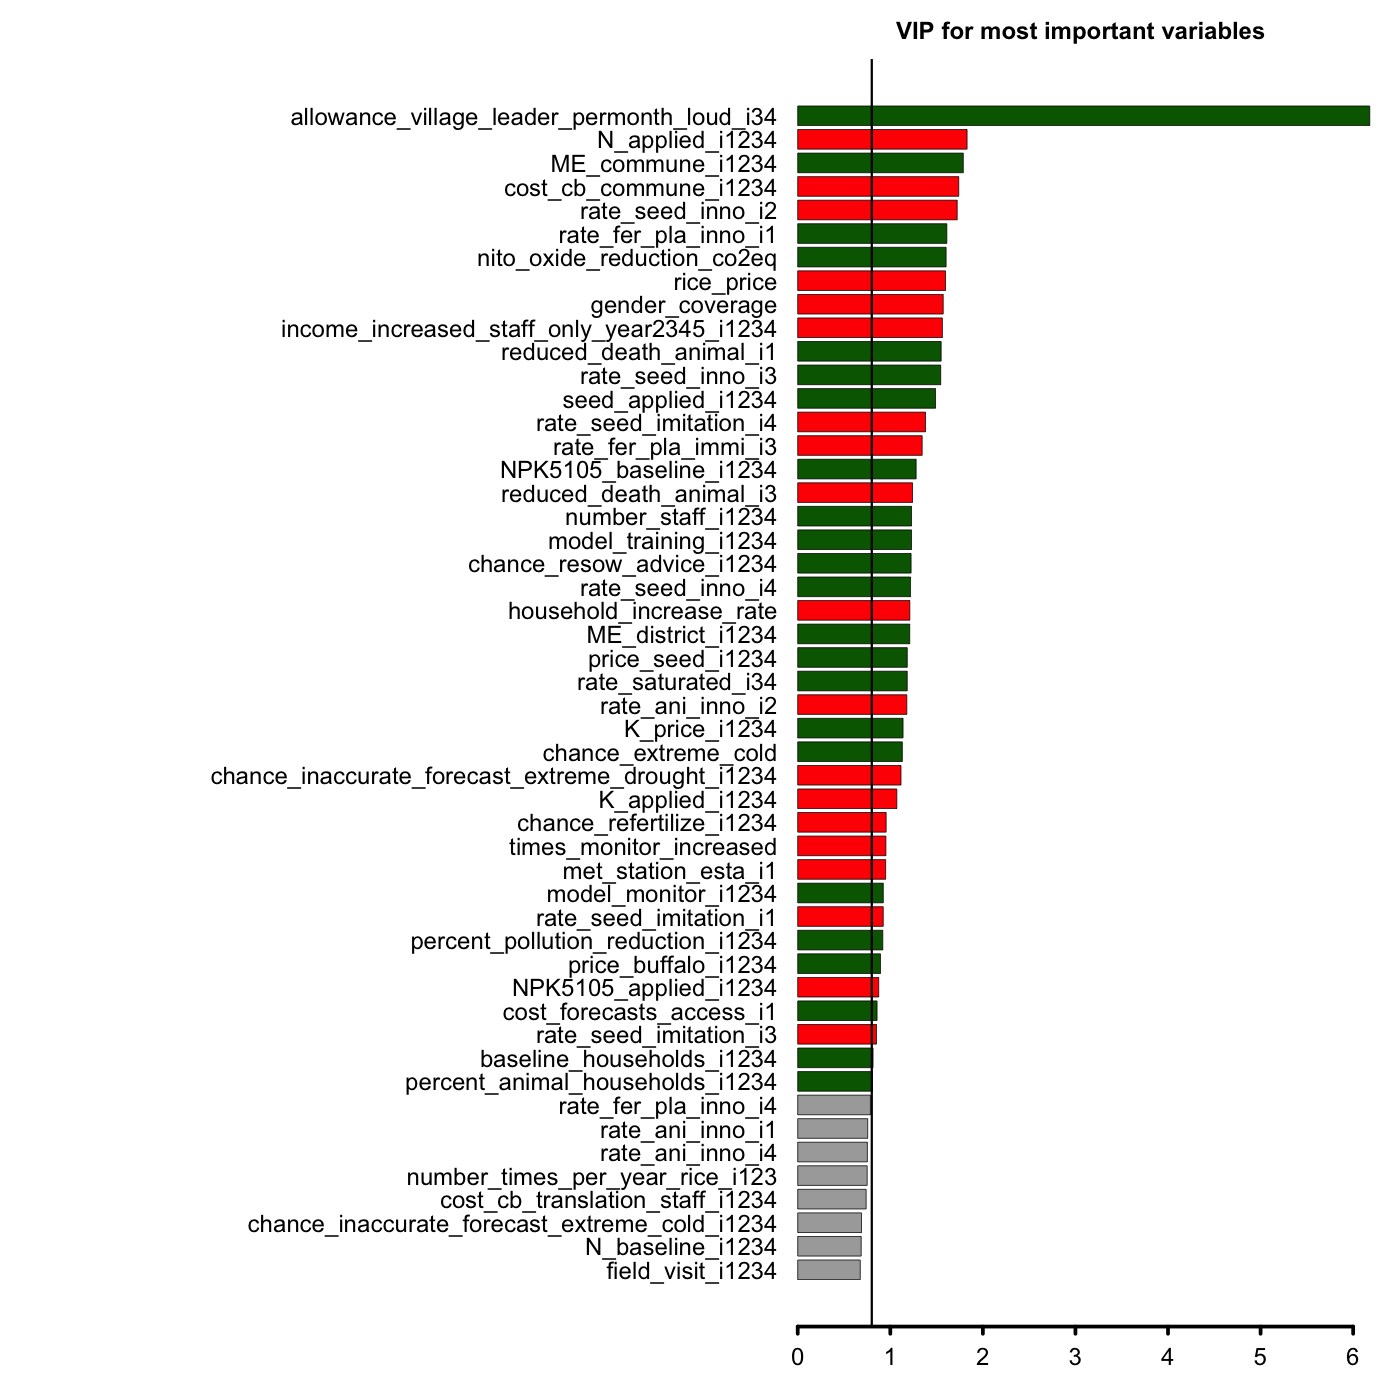 VIP for most important variables
allowance_village_leader_permonth_loud_i34
N_applied_i1234
ME_commune_i1234
cost_cb_commune_i1234
rate_seed_inno_i2
rate_fer_pla_inno_i1
nito_oxide_reduction_co2eq
rice_price
gender_coverage
income_increased_staff_only_year2345_i1234
reduced_death_animal_i1
rate_seed_inno_i3
seed_applied_i1234
rate_seed_imitation_i4
rate_fer_pla_immi_i3
NPK5105_baseline_i1234
reduced_death_animal_i3
number_staff_i1234
model_training_i1234
chance_resow_advice_i1234
rate_seed_inno_i4
household_increase_rate
ME_district_i1234
price_seed_i1234
rate_saturated_i34
rate_ani_inno_i2
K_price_i1234
chance_extreme_cold
chance_inaccurate_forecast_extreme_drought_i1234
K_applied_i1234
chance_refertilize_i1234
times_monitor_increased
met_station_esta_i1
model_monitor_i1234
rate_seed_imitation_i1
percent_pollution_reduction_i1234
price_buffalo_i1234
NPK5105_applied_i1234
cost_forecasts_access_i1
rate_seed_imitation_i3
baseline_households_i1234
percent_animal_households_i1234
rate_fer_pla_inno_i4
rate_ani_inno_i1
rate_ani_inno_i4
number_times_per_year_rice_i123
cost_cb_translation_staff_i1234
chance_inaccurate_forecast_extreme_cold_i1234
N_baseline_i1234
field_visit_i1234
0 1 2 3 4 5 6